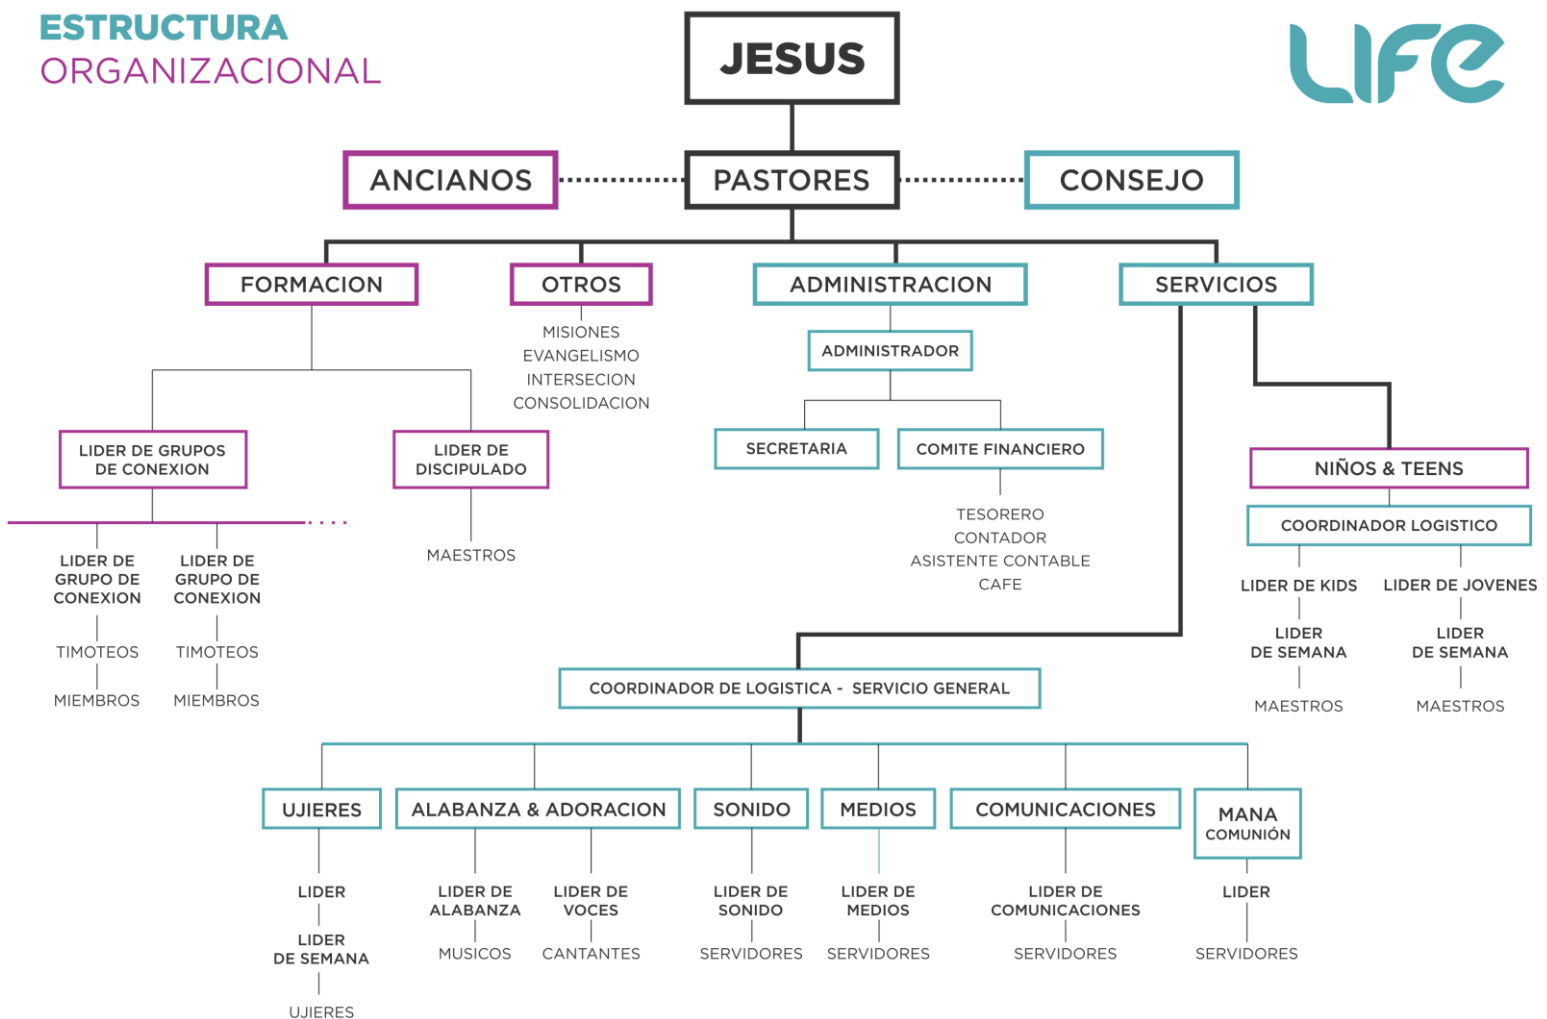 ESTRUCTURA
ORGANIZACIONAL
LIFE
JESUS
ANCIANOS
PASTORES
CONSEJO
FORMACION
OTROS
ADMINISTRACION
SERVICIOS
MISIONES
EVANGELISMO
INTERSECION
CONSOLIDACION
ADMINISTRADOR
LIDER DE GRUPOS
DE CONEXION
LIDER DE
DISCIPULADO
SECRETARIA
COMITE FINANCIERO
NIÑOS & TEENS
TESORERO
CONTADOR
ASISTENTE CONTABLE
CAFE
COORDINADOR LOGISTICO
LIDER DE
GRUPO DE
CONEXION
LIDER DE
GRUPO DE
CONEXION
MAESTROS
LIDER DE KIDS
LIDER DE JOVENES
TIMOTEOS
TIMOTEOS
LIDER
DE SEMANA
LIDER
DE SEMANA
MIEMBROS
MIEMBROS
MAESTROS
MAESTROS
COORDINADOR DE LOGISTICA - SERVICIO GENERAL
UJIERES
ALABANZA & ADORACION
SONIDO
MEDIOS
COMUNICACIONES
MANA
COMUNIÓN
LIDER
LIDER DE
ALABANZA
LIDER DE
VOCES
LIDER DE
SONIDO
LIDER DE
MEDIOS
LIDER DE
COMUNICACIONES
LIDER
LIDER
DE SEMANA
MUSICOS
CANTANTES
SERVIDORES
SERVIDORES
SERVIDORES
SERVIDORES
UJIERES